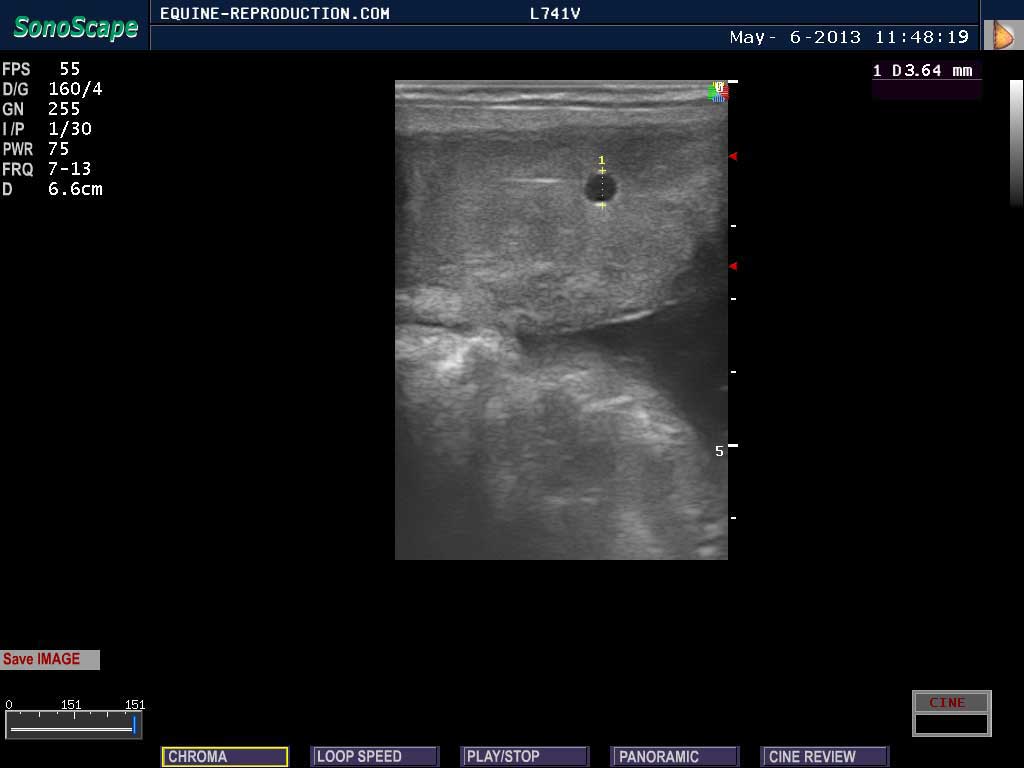 SonoScape
EQUINE-REPRODUCTION.COM L741V
May- 6-2013 11:48:19
FPS 55
D/G 160/4
GN 255
I/P 1/30
PWR 75
FRQ 7-13
D 6.6cm
1 D3.64 mm
1
5
Save IMAGE
0 151 151
CINE
CHROMA LOOP SPEED PLAY/STOP PANORAMIC CINE REVIEW